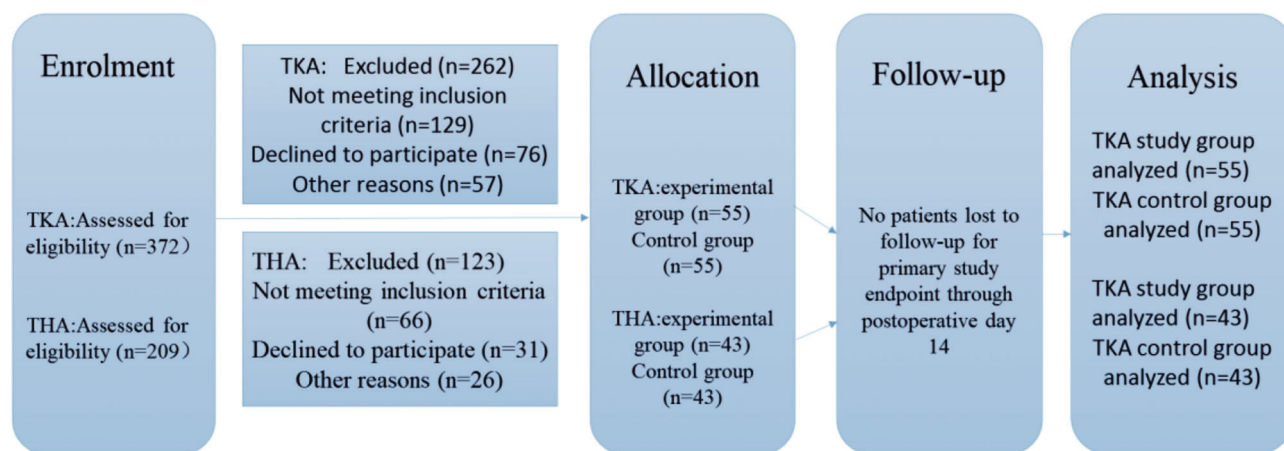 Enrolment
TKA:Assessed for
eligibility (n=372）
THA:Assessed for
eligibility (n=209）
TKA: Excluded (n=262)
Not meeting inclusion
criteria (n=129)
Declined to participate (n=76)
Other reasons (n=57)
THA: Excluded (n=123)
Not meeting inclusion criteria
(n=66)
Declined to participate (n=31)
Other reasons (n=26)
Allocation
TKA:experimental
group (n=55)
Control group
(n=55)
THA:experimental
group (n=43)
Control group
(n=43)
Follow-up
No patients lost to
follow-up for
primary study
endpoint through
postoperative day
14
Analysis
TKA study group
analyzed (n=55)
TKA control group
analyzed (n=55)
TKA study group
analyzed (n=43)
TKA control group
analyzed (n=43)